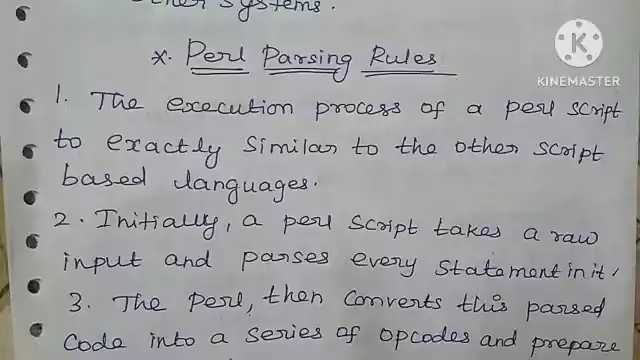 other systems.
*. Perl Parsing Rules
K
KINEMASTER
1. The execution process of a perl script
to exactly similar to the other script
based languages.
2. Initially, a perl script takes a raw
input and parses every statement in it.
3. The perl, then converts this parsed
code into a series of opcodes and prepare